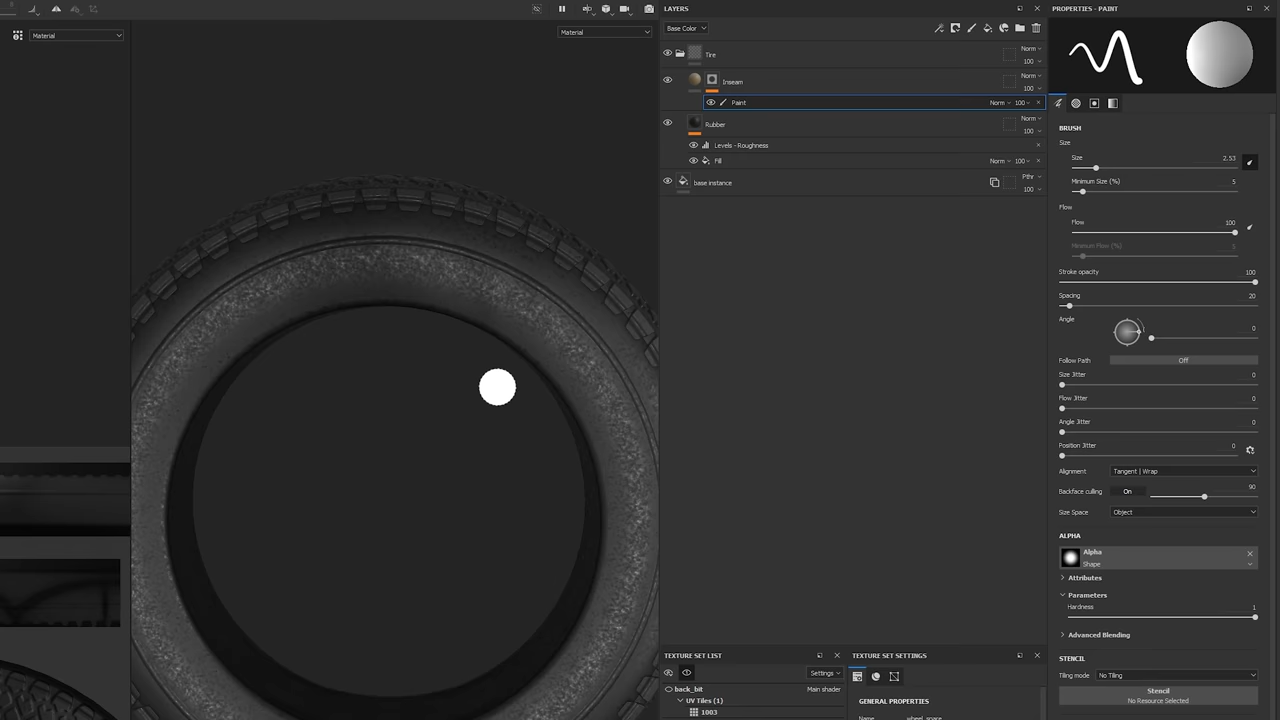 Material
Material
LAYERS
Base Color
Tire
Norm
100
Inseam
Norm
100
Paint
Norm
100
Rubber
Norm
100
Levels - Roughness
Fill
Norm
100
base instance
Pthr
100
TEXTURE SET LIST
Settings
back_bit
Main shader
UV Tiles (1)
1003
TEXTURE SET SETTINGS
GENERAL PROPERTIES
Name
wheel_spare
PROPERTIES - PAINT
BRUSH
Size
Size 2.53
Minimum Size (%) 5
Flow
Flow 100
Minimum Flow (%) 5
Stroke opacity 100
Spacing 20
Angle 0
Follow Path Off
Size Jitter 0
Flow Jitter 0
Angle Jitter 0
Position Jitter 0
Alignment Tangent | Wrap
Backface culling On 90
Size Space Object
ALPHA
Alpha
Shape
Attributes
Parameters
Hardness 1
Advanced Blending
STENCIL
Tiling mode No Tiling
Stencil
No Resource Selected